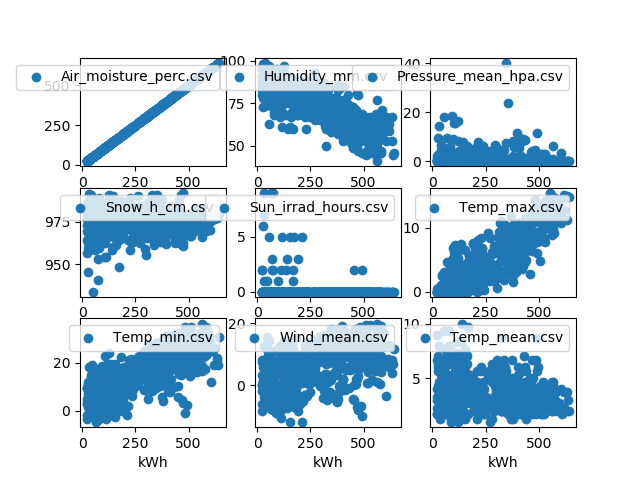 Air_moisture_perc.csv
500
250
0
0 250 500
Humidity_mm.csv
100
75
50
0 250 500
Pressure_mean_hpa.csv
40
20
0
0 250 500
Snow_h_cm.csv
975
950
0 250 500
Sun_irrad_hours.csv
5
0
0 250 500
Temp_max.csv
10
0
0 250 500
Temp_min.csv
20
0
0 250 500
kWh
Wind_mean.csv
20
0
0 250 500
kWh
Temp_mean.csv
10
5
0 250 500
kWh